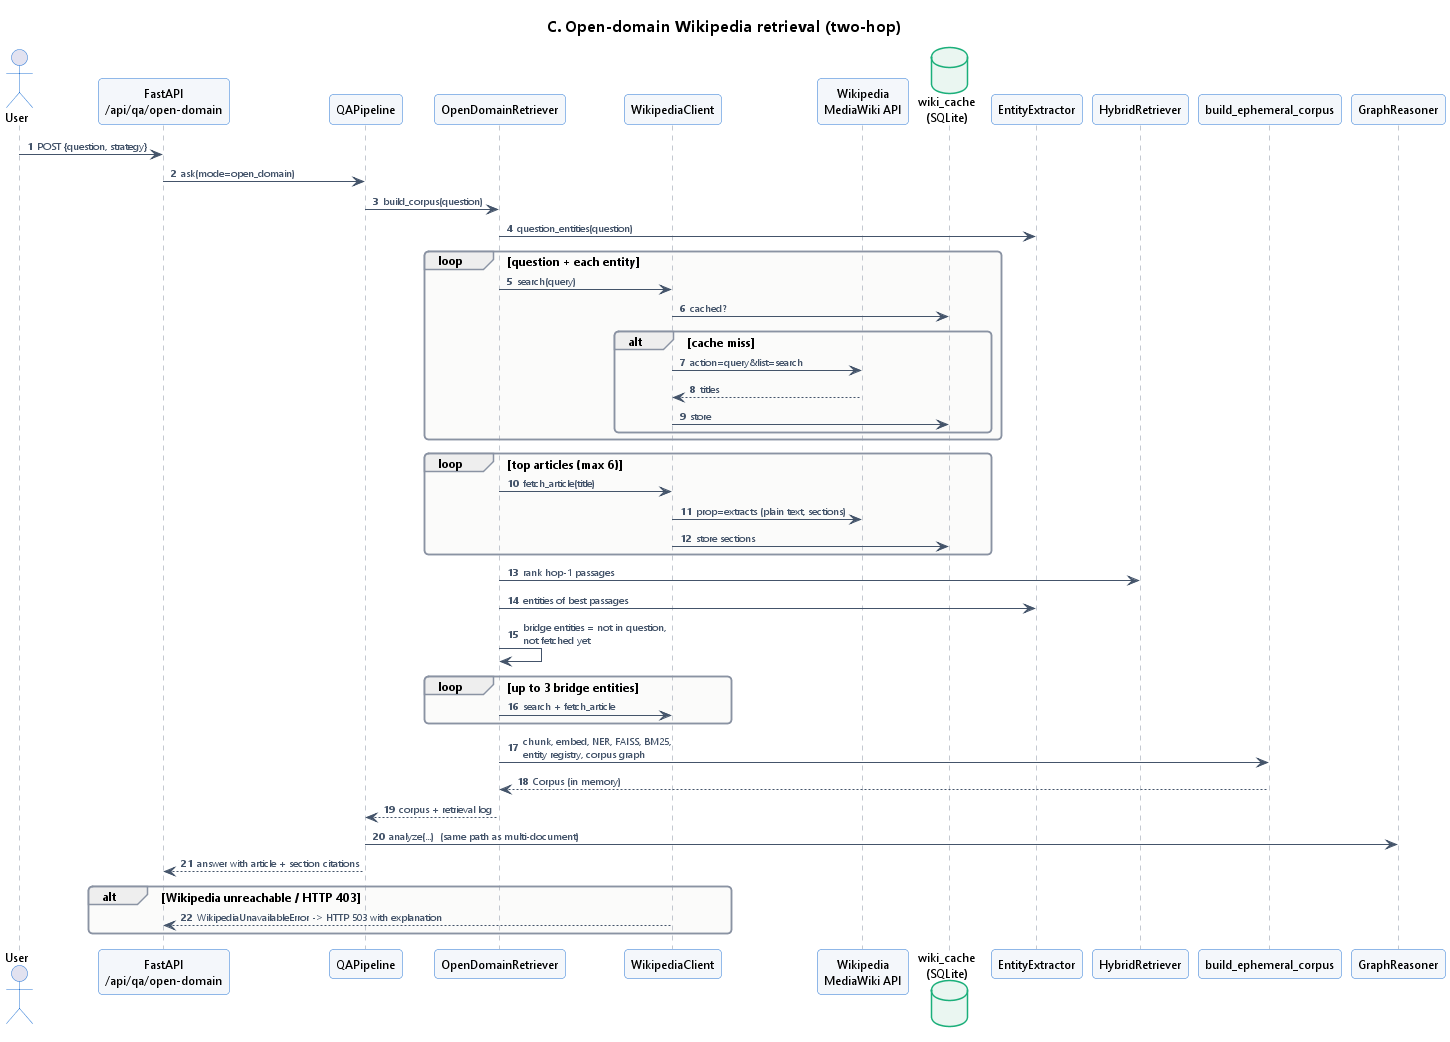 C. Open-domain Wikipedia retrieval (two-hop)
User
FastAPI
/api/qa/open-domain
QAPipeline
OpenDomainRetriever
WikipediaClient
Wikipedia
MediaWiki API
wiki_cache
(SQLite)
EntityExtractor
HybridRetriever
build_ephemeral_corpus
GraphReasoner
1 POST {question, strategy}
2 ask(mode=open_domain)
3 build_corpus(question)
4 question_entities(question)
loop [question + each entity]
5 search(query)
6 cached?
alt [cache miss]
7 action=query&list=search
8 titles
9 store
loop [top articles (max 6)]
10 fetch_article(title)
11 prop=extracts (plain text, sections)
12 store sections
13 rank hop-1 passages
14 entities of best passages
15 bridge entities = not in question,
not fetched yet
loop [up to 3 bridge entities]
16 search + fetch_article
17 chunk, embed, NER, FAISS, BM25,
entity registry, corpus graph
18 Corpus (in memory)
19 corpus + retrieval log
20 analyze(...) (same path as multi-document)
21 answer with article + section citations
alt [Wikipedia unreachable / HTTP 403]
22 WikipediaUnavailableError -> HTTP 503 with explanation
User
FastAPI
/api/qa/open-domain
QAPipeline
OpenDomainRetriever
WikipediaClient
Wikipedia
MediaWiki API
wiki_cache
(SQLite)
EntityExtractor
HybridRetriever
build_ephemeral_corpus
GraphReasoner